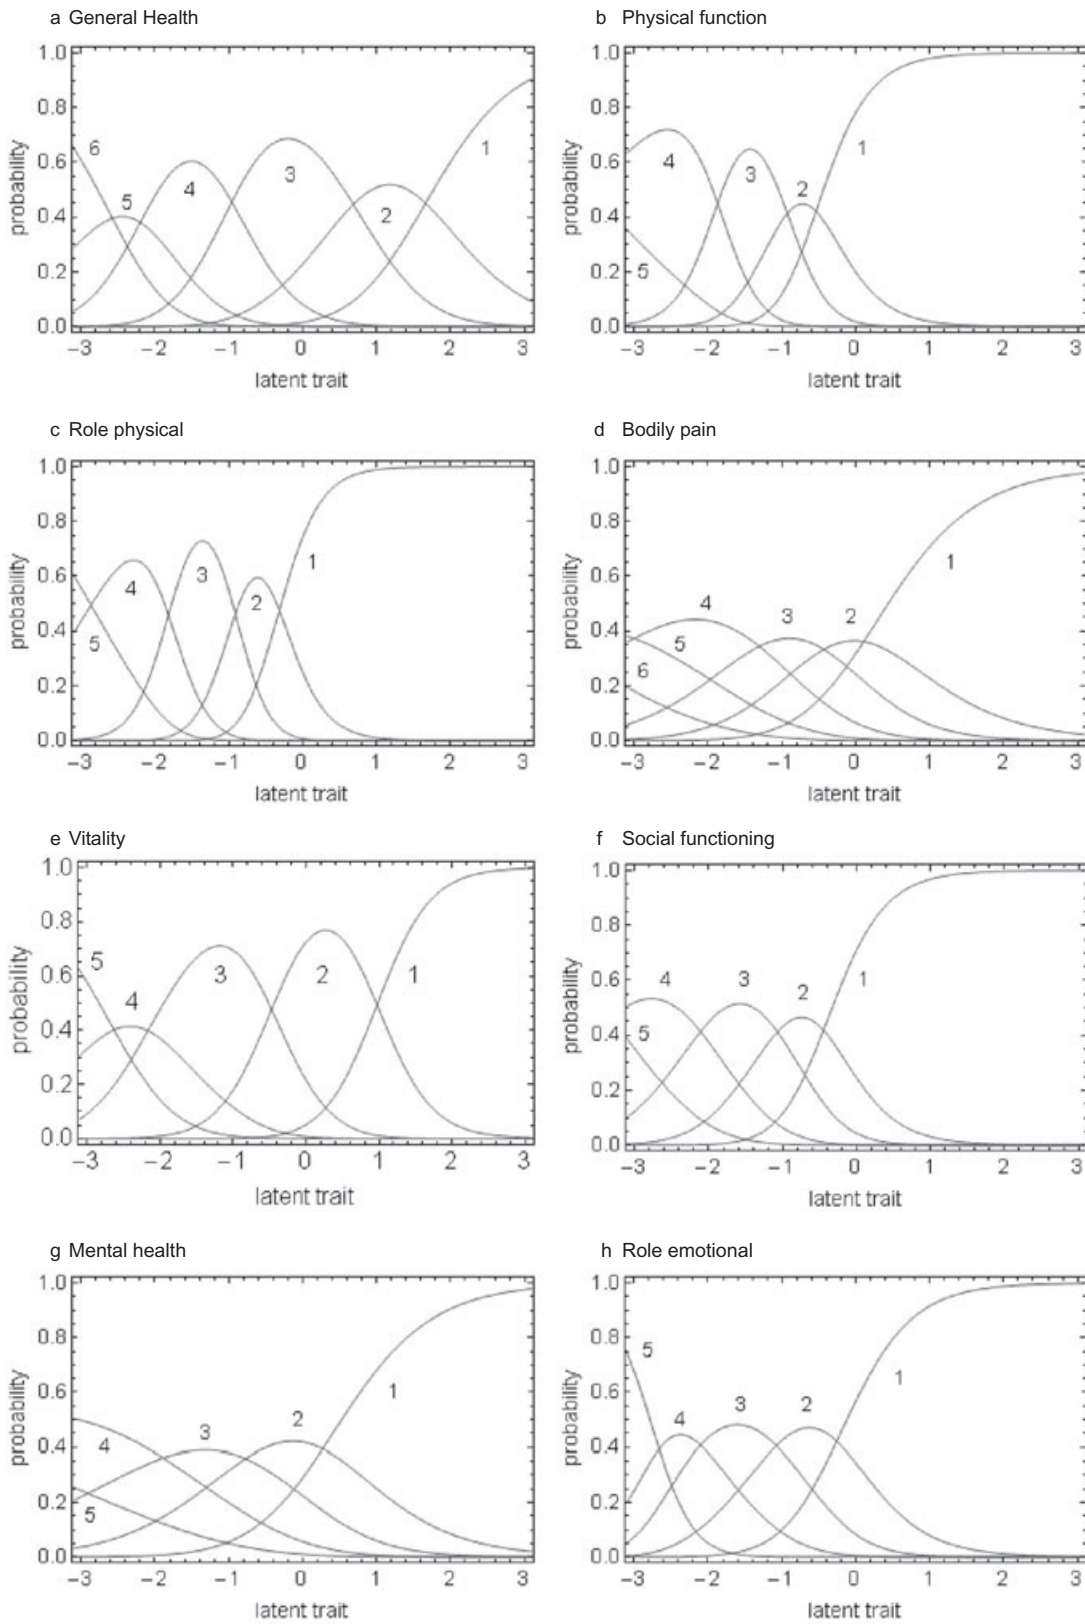 a General Health
b Physical function
1.0
0.8
0.6
0.4
0.2
0.0
probability
6
5
4
3
2
1
−3 −2 −1 0 1 2 3
latent trait
1.0
0.8
0.6
0.4
0.2
0.0
probability
4
5
3
2
1
−3 −2 −1 0 1 2 3
latent trait
c Role physical
d Bodily pain
1.0
0.8
0.6
0.4
0.2
0.0
probability
5
4
3
2
1
−3 −2 −1 0 1 2 3
latent trait
1.0
0.8
0.6
0.4
0.2
0.0
probability
4
5
6
3
2
1
−3 −2 −1 0 1 2 3
latent trait
e Vitality
f Social functioning
1.0
0.8
0.6
0.4
0.2
0.0
probability
5
4
3
2
1
−3 −2 −1 0 1 2 3
latent trait
1.0
0.8
0.6
0.4
0.2
0.0
probability
4
5
3
2
1
−3 −2 −1 0 1 2 3
latent trait
g Mental health
h Role emotional
1.0
0.8
0.6
0.4
0.2
0.0
probability
4
5
3
2
1
−3 −2 −1 0 1 2 3
latent trait
1.0
0.8
0.6
0.4
0.2
0.0
probability
5
4
3
2
1
−3 −2 −1 0 1 2 3
latent trait